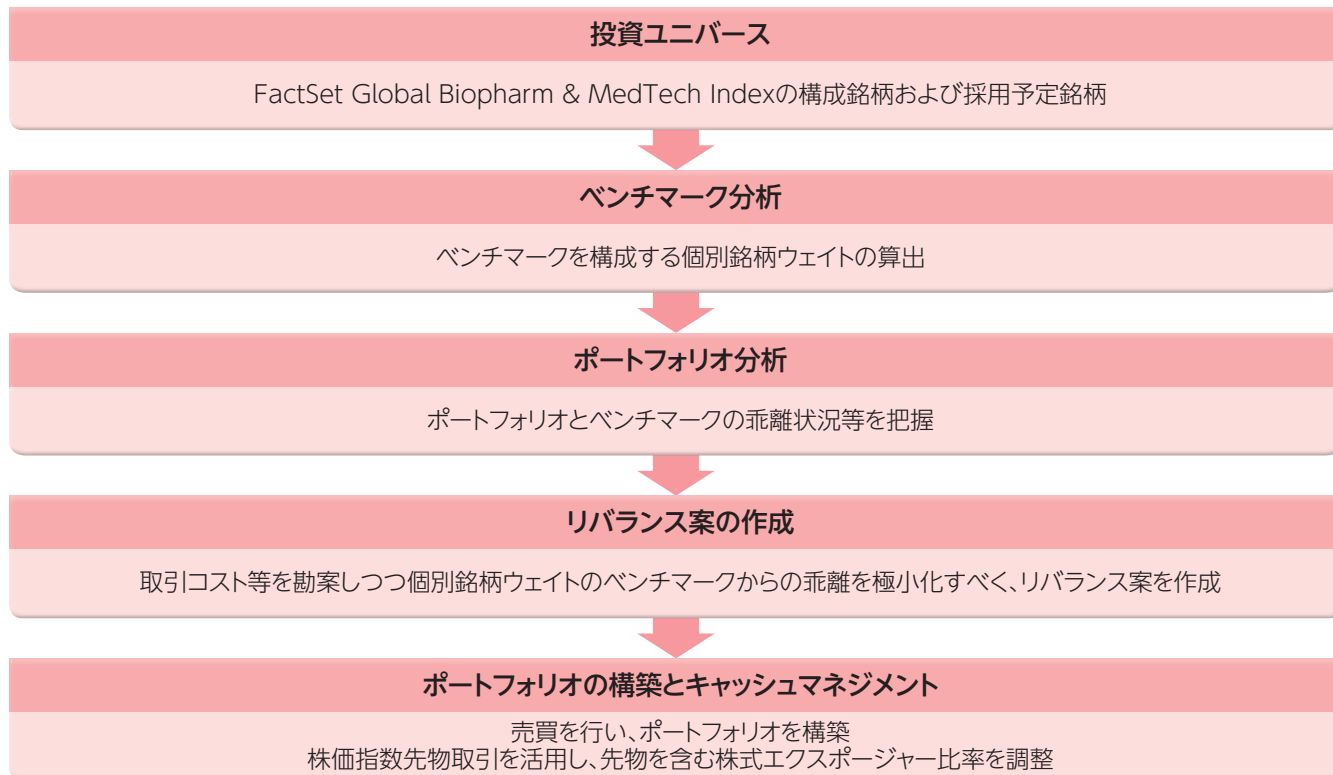 投資ユニバース
FactSet Global Biopharm & MedTech Indexの構成銘柄および採用予定銘柄
ベンチマーク分析
ベンチマークを構成する個別銘柄ウェイトの算出
ポートフォリオ分析
ポートフォリオとベンチマークの乖離状況等を把握
リバランス案の作成
取引コスト等を勘案しつつ個別銘柄ウェイトのベンチマークからの乖離を極小化すべく、リバランス案を作成
ポートフォリオの構築とキャッシュマネジメント
売買を行い、ポートフォリオを構築
株価指数先物取引を活用し、先物を含む株式エクスポージャー比率を調整